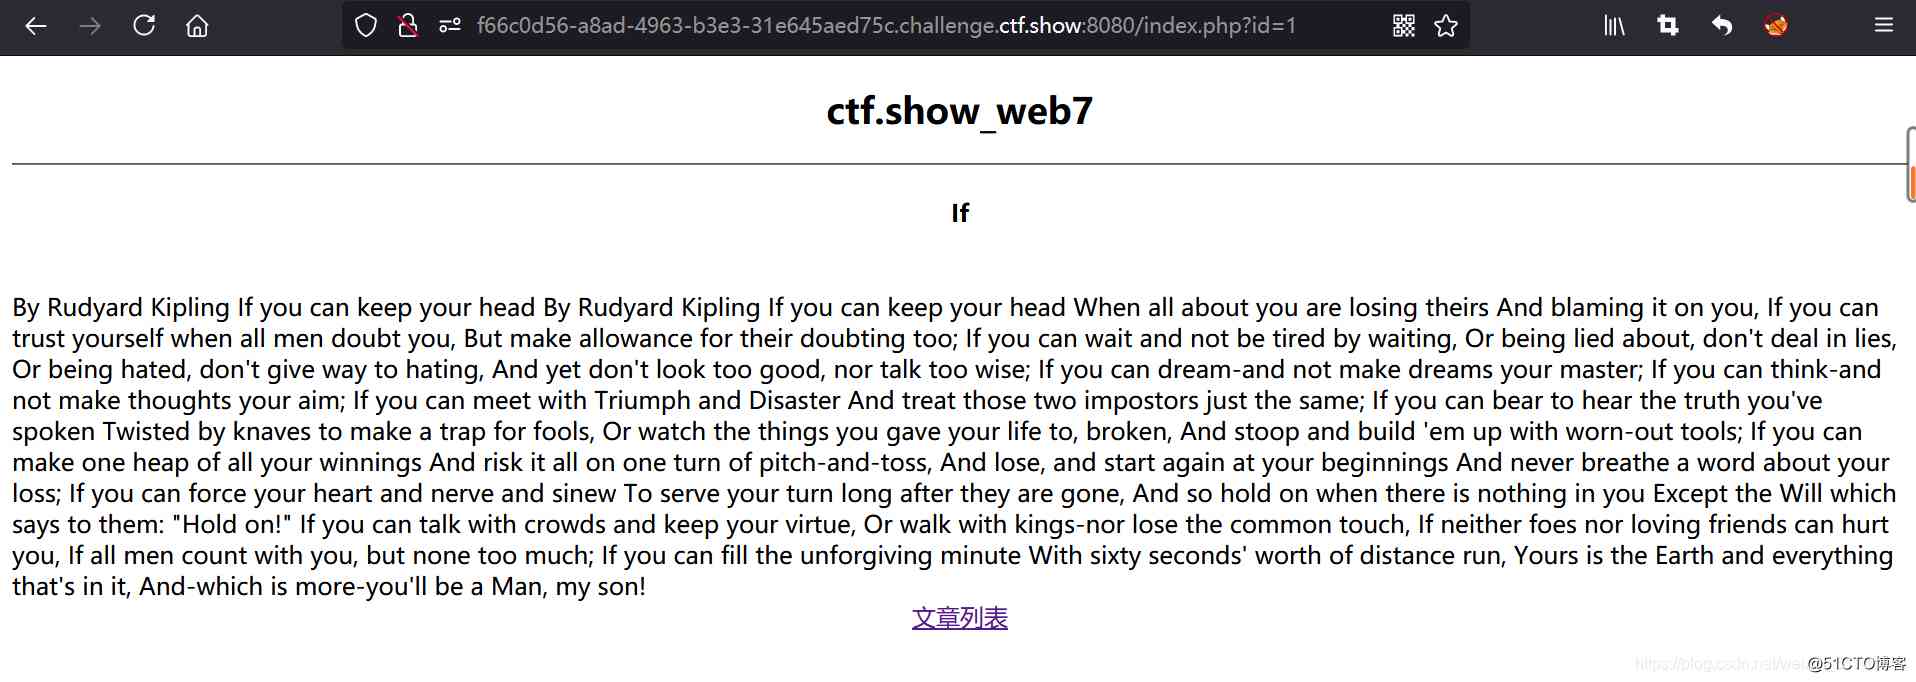 f66c0d56-a8ad-4963-b3e3-31e645aed75c.challenge.ctf.show:8080/index.php?id=1
ctf.show_web7
If
By Rudyard Kipling If you can keep your head By Rudyard Kipling If you can keep your head When all about you are losing theirs And blaming it on you, If you can
trust yourself when all men doubt you, But make allowance for their doubting too; If you can wait and not be tired by waiting, Or being lied about, don't deal in lies,
Or being hated, don't give way to hating, And yet don't look too good, nor talk too wise; If you can dream-and not make dreams your master; If you can think-and
not make thoughts your aim; If you can meet with Triumph and Disaster And treat those two impostors just the same; If you can bear to hear the truth you've
spoken Twisted by knaves to make a trap for fools, Or watch the things you gave your life to, broken, And stoop and build 'em up with worn-out tools; If you can
make one heap of all your winnings And risk it all on one turn of pitch-and-toss, And lose, and start again at your beginnings And never breathe a word about your
loss; If you can force your heart and nerve and sinew To serve your turn long after they are gone, And so hold on when there is nothing in you Except the Will which
says to them: "Hold on!" If you can talk with crowds and keep your virtue, Or walk with kings-nor lose the common touch, If neither foes nor loving friends can hurt
you, If all men count with you, but none too much; If you can fill the unforgiving minute With sixty seconds' worth of distance run, Yours is the Earth and everything
that's in it, And-which is more-you'll be a Man, my son!
文章列表
https://blog.csdn.net/wei @51CTO博客